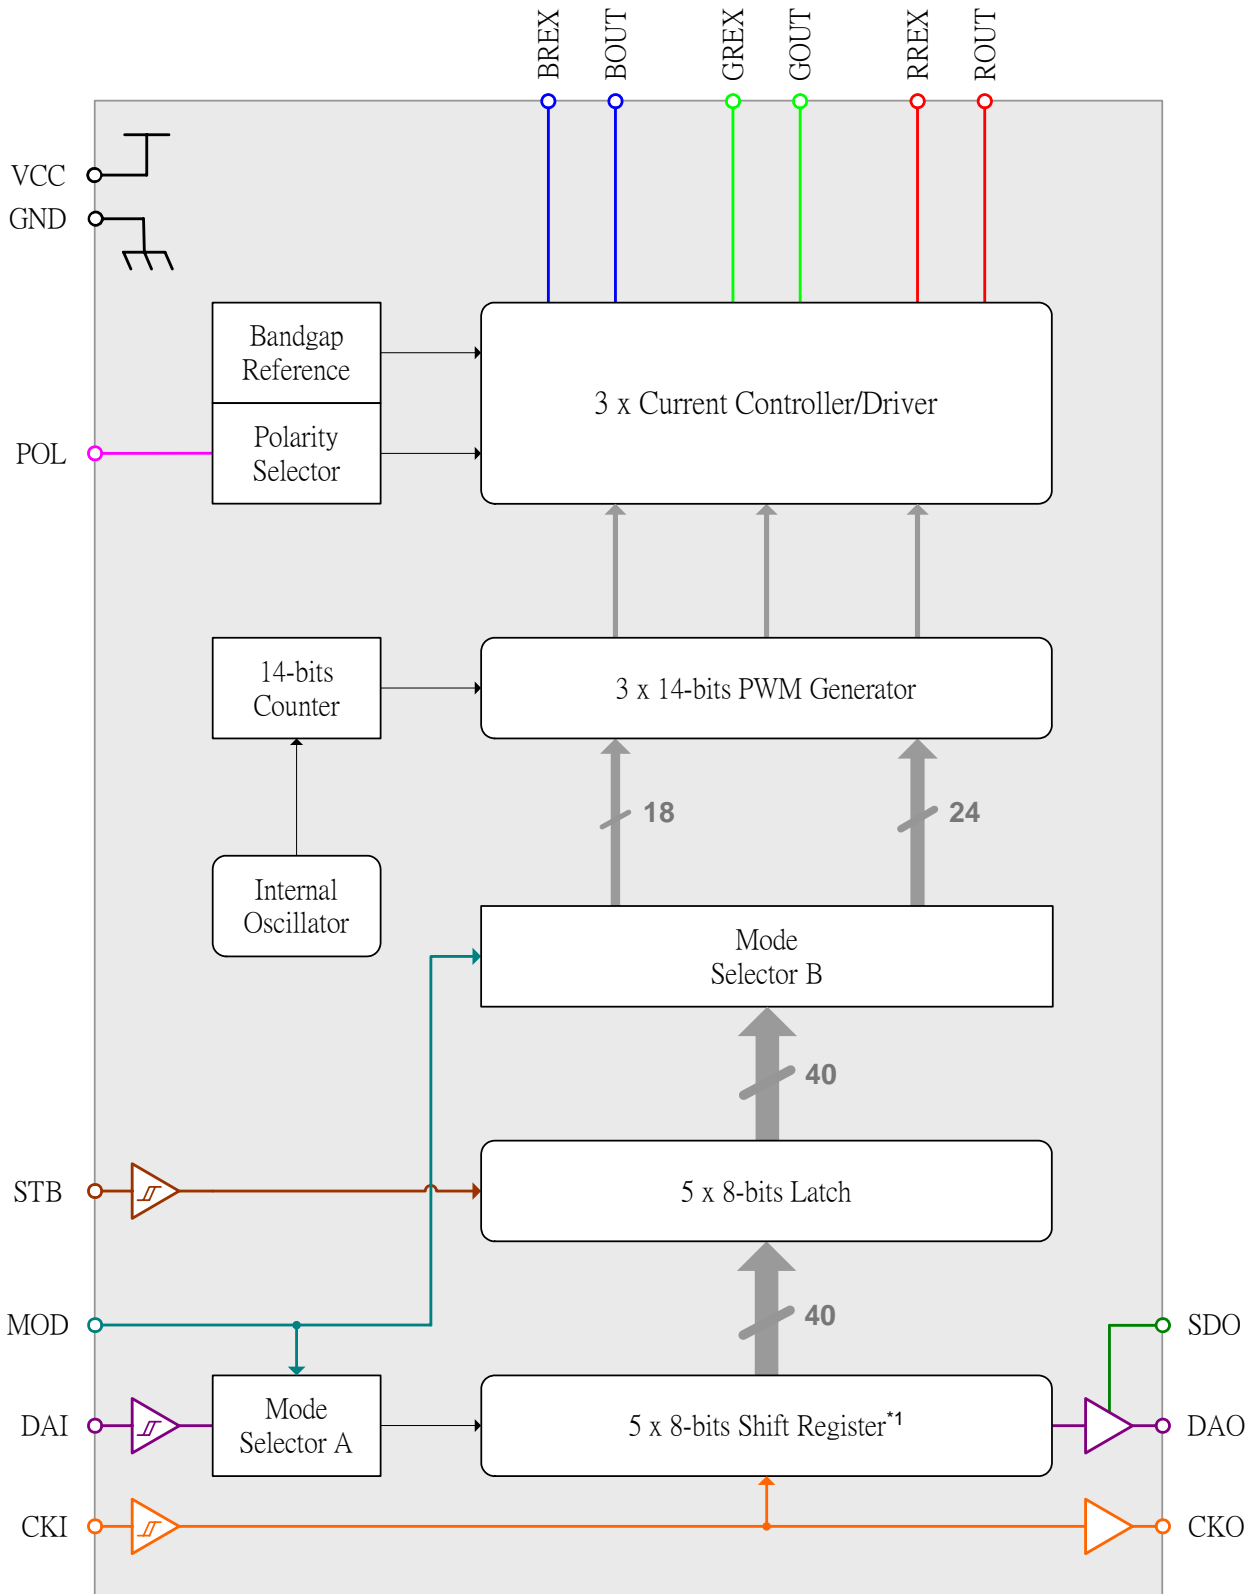 BREX
BOUT
GREX
GOUT
RREX
ROUT
VCC
GND
Bandgap
Reference
3 x Current Controller/Driver
POL
Polarity
Selector
14-bits
Counter
3 x 14-bits PWM Generator
18
24
Internal
Oscillator
Mode
Selector B
40
STB
5 x 8-bits Latch
MOD
40
SDO
DAI
Mode
Selector A
5 x 8-bits Shift Register*1
DAO
CKI
CKO